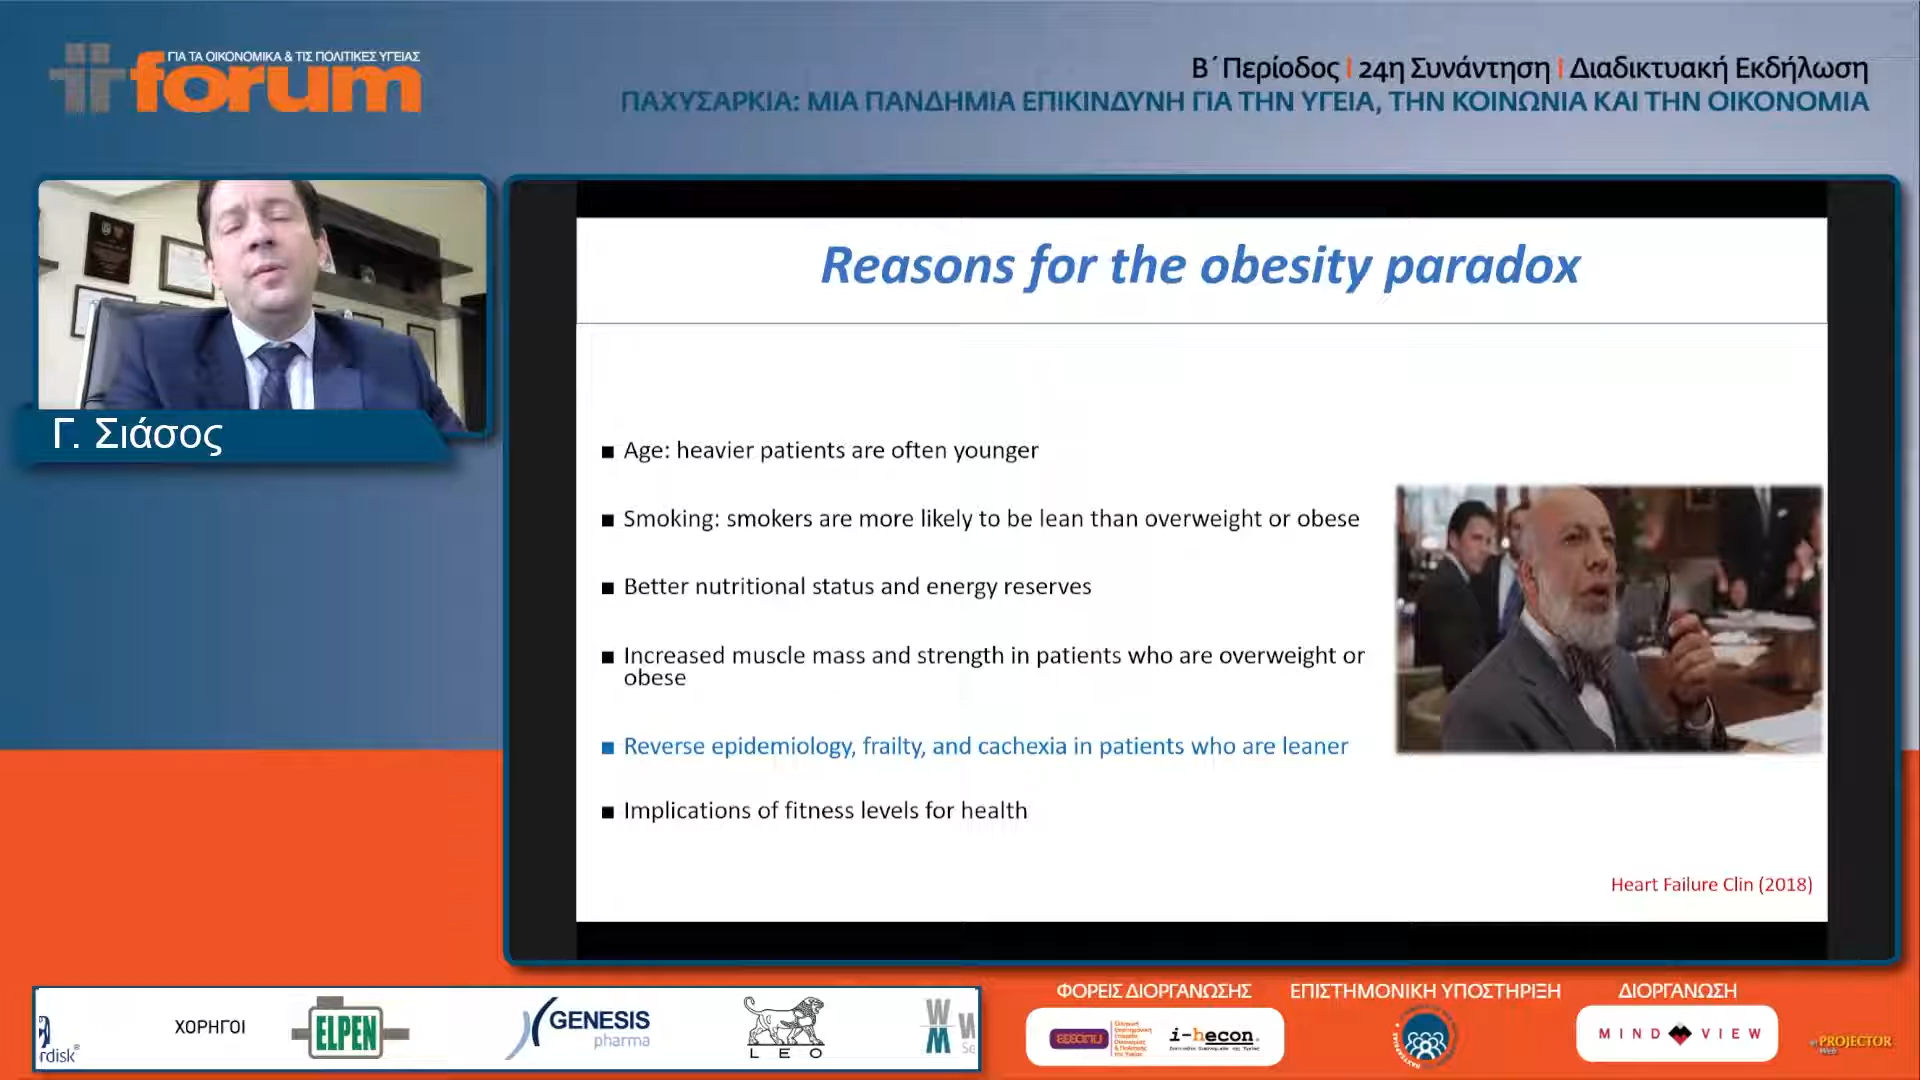 ΓΙΑ ΤΑ ΟΙΚΟΝΟΜΙΚΑ & ΤΙΣ ΠΟΛΙΤΙΚΕΣ ΥΓΕΙΑΣ
forum
Β΄ Περίοδος | 24η Συνάντηση | Διαδικτυακή Εκδήλωση
ΠΑΧΥΣΑΡΚΙΑ: ΜΙΑ ΠΑΝΔΗΜΙΑ ΕΠΙΚΙΝΔΥΝΗ ΓΙΑ ΤΗΝ ΥΓΕΙΑ, ΤΗΝ ΚΟΙΝΩΝΙΑ ΚΑΙ ΤΗΝ ΟΙΚΟΝΟΜΙΑ
Γ. Σιάσος
Reasons for the obesity paradox
■ Age: heavier patients are often younger
■ Smoking: smokers are more likely to be lean than overweight or obese
■ Better nutritional status and energy reserves
■ Increased muscle mass and strength in patients who are overweight or
obese
■ Reverse epidemiology, frailty, and cachexia in patients who are leaner
■ Implications of fitness levels for health
Heart Failure Clin (2018)
rdisk®
ΧΟΡΗΓΟΙ
ELPEN
GENESIS
pharma
LEO
ΦΟΡΕΙΣ ΔΙΟΡΓΑΝΩΣΗΣ
i-hecon
ΕΠΙΣΤΗΜΟΝΙΚΗ ΥΠΟΣΤΗΡΙΞΗ
ΔΙΟΡΓΑΝΩΣΗ
MIND VIEW
PROJECTOR